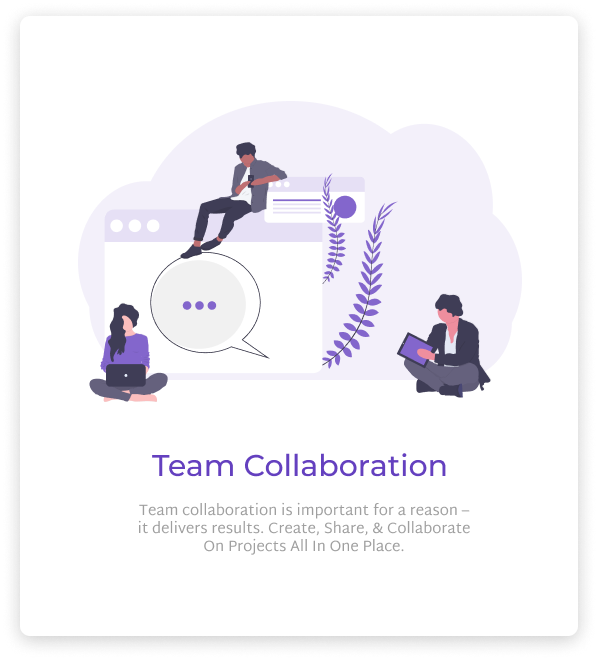 Team Collaboration
Team collaboration is important for a reason –
it delivers results. Create, Share, & Collaborate
On Projects All In One Place.